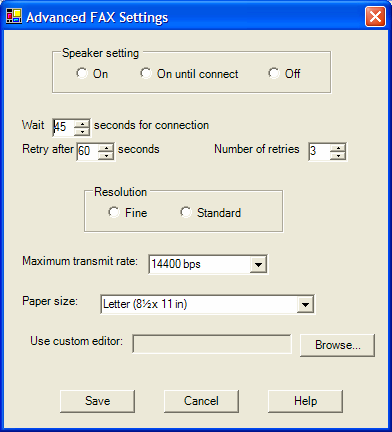 Advanced FAX Settings
Speaker setting
On On until connect Off
Wait 45 seconds for connection
Retry after 60 seconds Number of retries 3
Resolution
Fine Standard
Maximum transmit rate: 14400 bps
Paper size: Letter (8½x 11 in)
Use custom editor: Browse...
Save Cancel Help